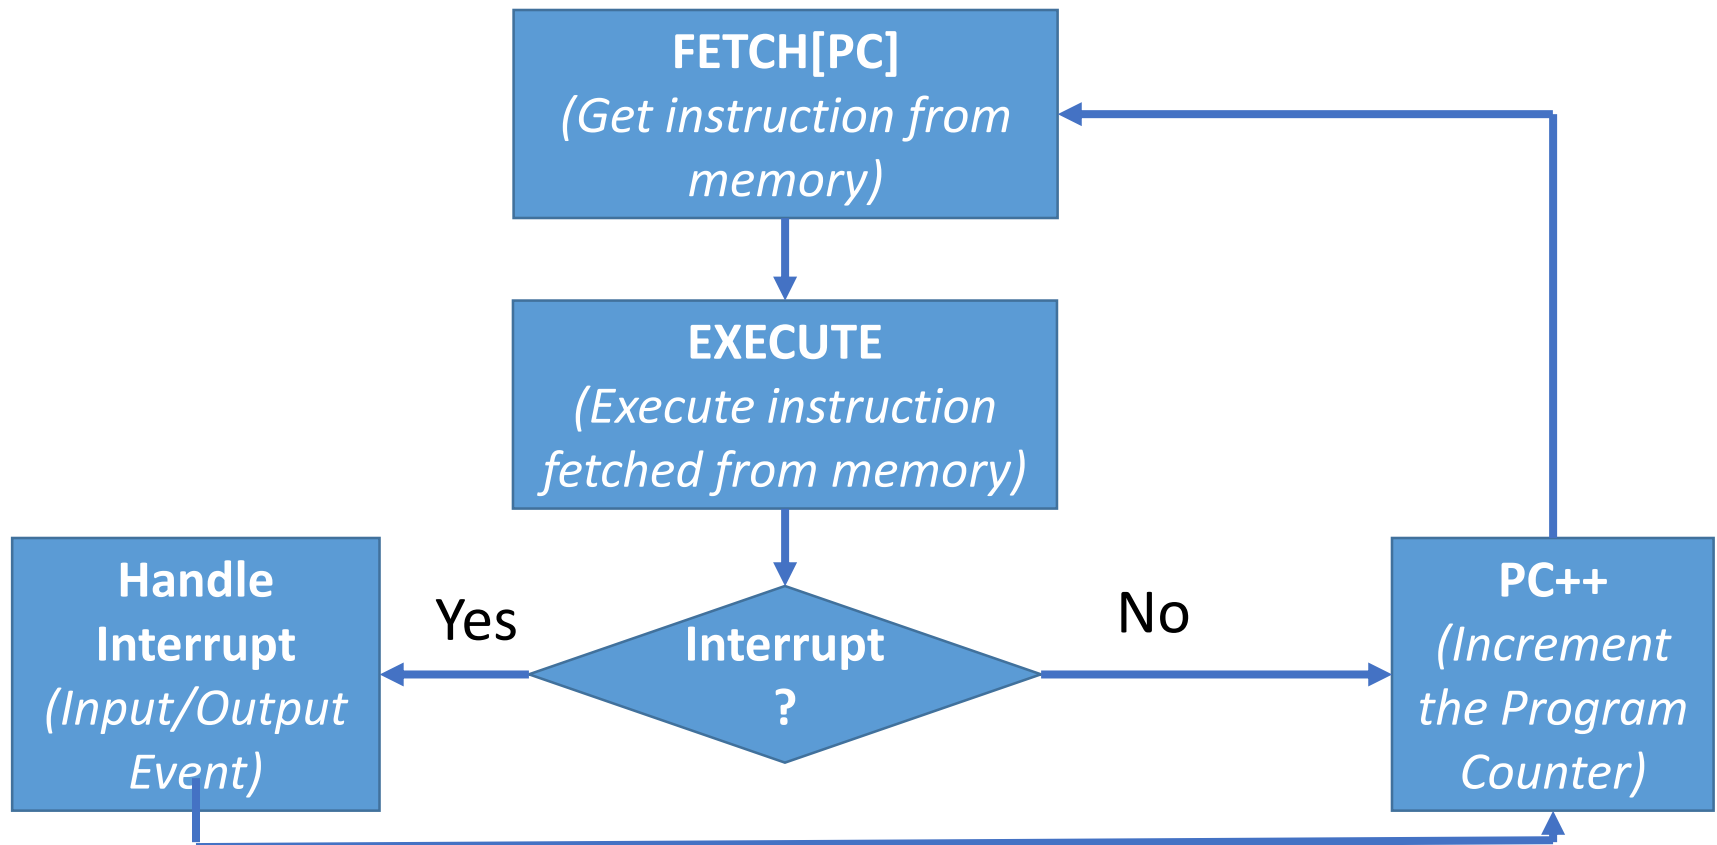 FETCH[PC]
(Get instruction from
memory)
EXECUTE
(Execute instruction
fetched from memory)
Handle
Interrupt
(Input/Output
Event)
Yes
Interrupt
?
No
PC++
(Increment
the Program
Counter)